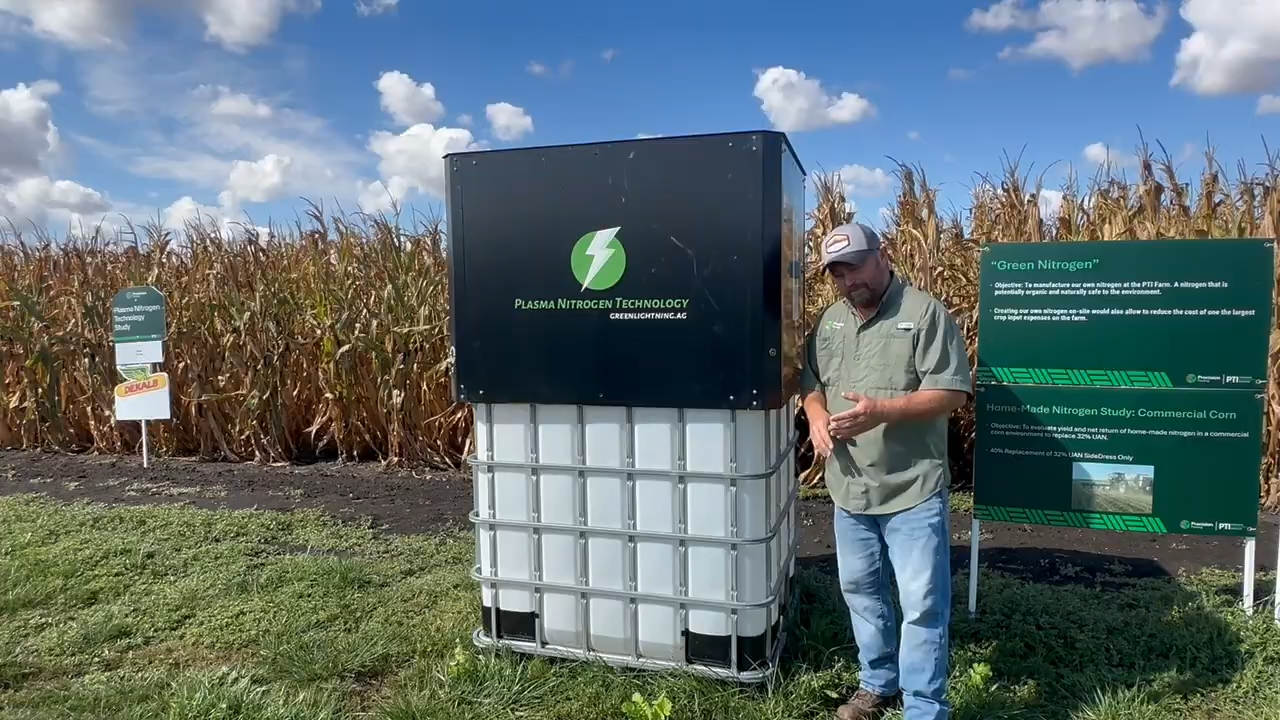 Plasma Nitrogen
Technology
Study
DEKALB
PLASMA NITROGEN TECHNOLOGY
GREENLIGHTNING.AG
"Green Nitrogen"
• Objective: To manufacture our own nitrogen at the PTI Farm. A nitrogen that is
potentially organic and naturally safe to the environment.
• Creating our own nitrogen on-site would also allow to reduce the cost of one the largest
crop input expenses on the farm.
Precision
Planting
PTI
Home-Made Nitrogen Study: Commercial Corn
• Objective: To evaluate yield and net return of home-made nitrogen in a commercial
corn environment to replace 32% UAN.
• 40% Replacement of 32% UAN SideDress Only
Precision
Planting
PTI